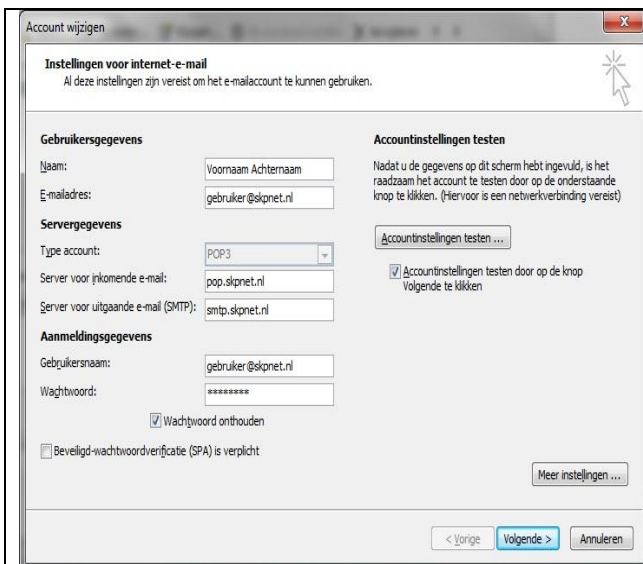 Account wijzigen
Instellingen voor internet-e-mail
Al deze instellingen zijn vereist om het e-mailaccount te kunnen gebruiken.
Gebruikersgegevens
Naam: Voornaam Achternaam
E-mailadres: gebruiker@skpnet.nl
Servergegevens
Type account: POP3
Server voor inkomende e-mail: pop.skpnet.nl
Server voor uitgaande e-mail (SMTP): smtp.skpnet.nl
Aanmeldingsgegevens
Gebruikersnaam: gebruiker@skpnet.nl
Wachtwoord: ********
Wachtwoord onthouden
Beveiligd-wachtwoordverificatie (SPA) is verplicht
Accountinstellingen testen
Nadat u de gegevens op dit scherm hebt ingevuld, is het
raadzaam het account te testen door op de onderstaande
knop te klikken. (Hiervoor is een netwerkverbinding vereist)
Accountinstellingen testen ...
Accountinstellingen testen door op de knop
Volgende te klikken
Meer instellingen ...
< Vorige
Volgende >
Annuleren